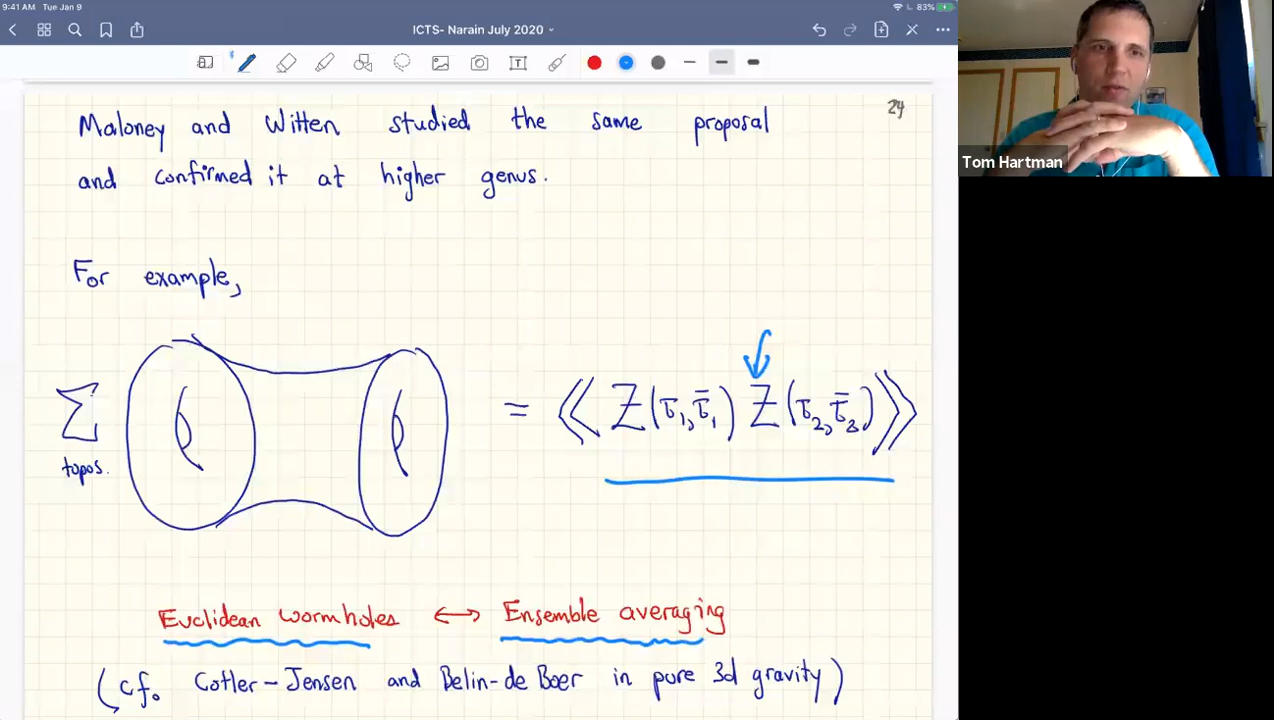 9:41 AM Tue Jan 9
83%
ICTS- Narain July 2020
24
Maloney and Witten studied the same proposal
and confirmed it at higher genus.
For example,
Σ topos. = ⟨⟨ Z(τ₁,τ̄₁) Z(τ₂,τ̄₂) ⟩⟩
Euclidean wormholes ↔ Ensemble averaging
(cf. Cotler-Jensen and Belin-de Boer in pure 3d gravity)
Tom Hartman